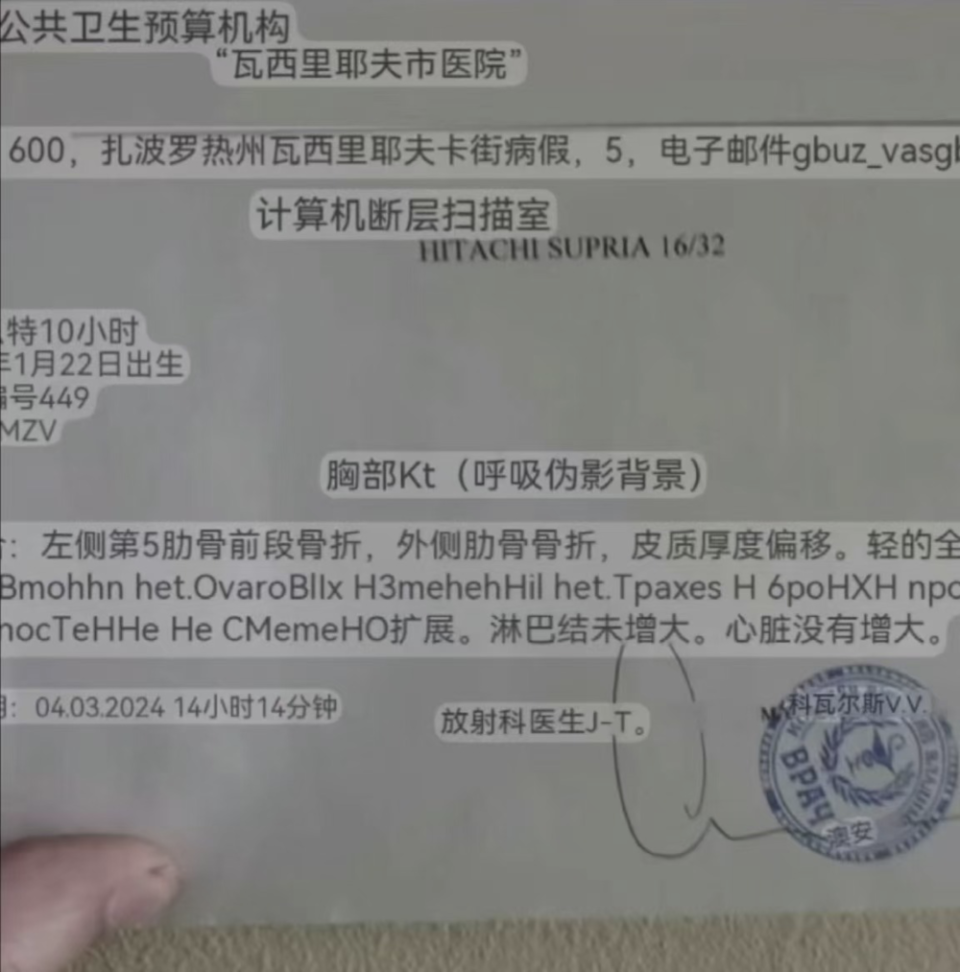 公共卫生预算机构
“瓦西里耶夫市医院”
600，扎波罗热州瓦西里耶夫卡街病假，5，电子邮件gbuz_vasgb
计算机断层扫描室
HITACHI SUPRIA 16/32
特10小时
年1月22日出生
编号449
MZV
胸部Kt（呼吸伪影背景）
：左侧第5肋骨前段骨折，外侧肋骨骨折，皮质厚度偏移。轻的全
Bmohhn het.OvaroBllx H3mehehHil het.Tpaxes H 6poHXH npo
nocTeHHe He CMemeHO扩展。淋巴结未增大。心脏没有增大。
期：04.03.2024 14小时14分钟
放射科医生J-T。
科瓦尔斯V.V.
ВРАЧ
澳安